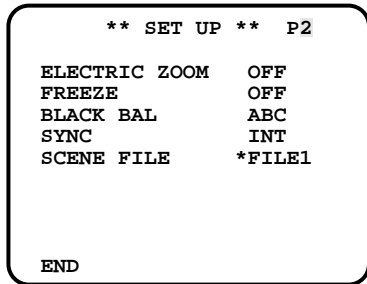 ** SET UP ** P2
ELECTRIC ZOOM OFF
FREEZE OFF
BLACK BAL ABC
SYNC INT
SCENE FILE *FILE1
END